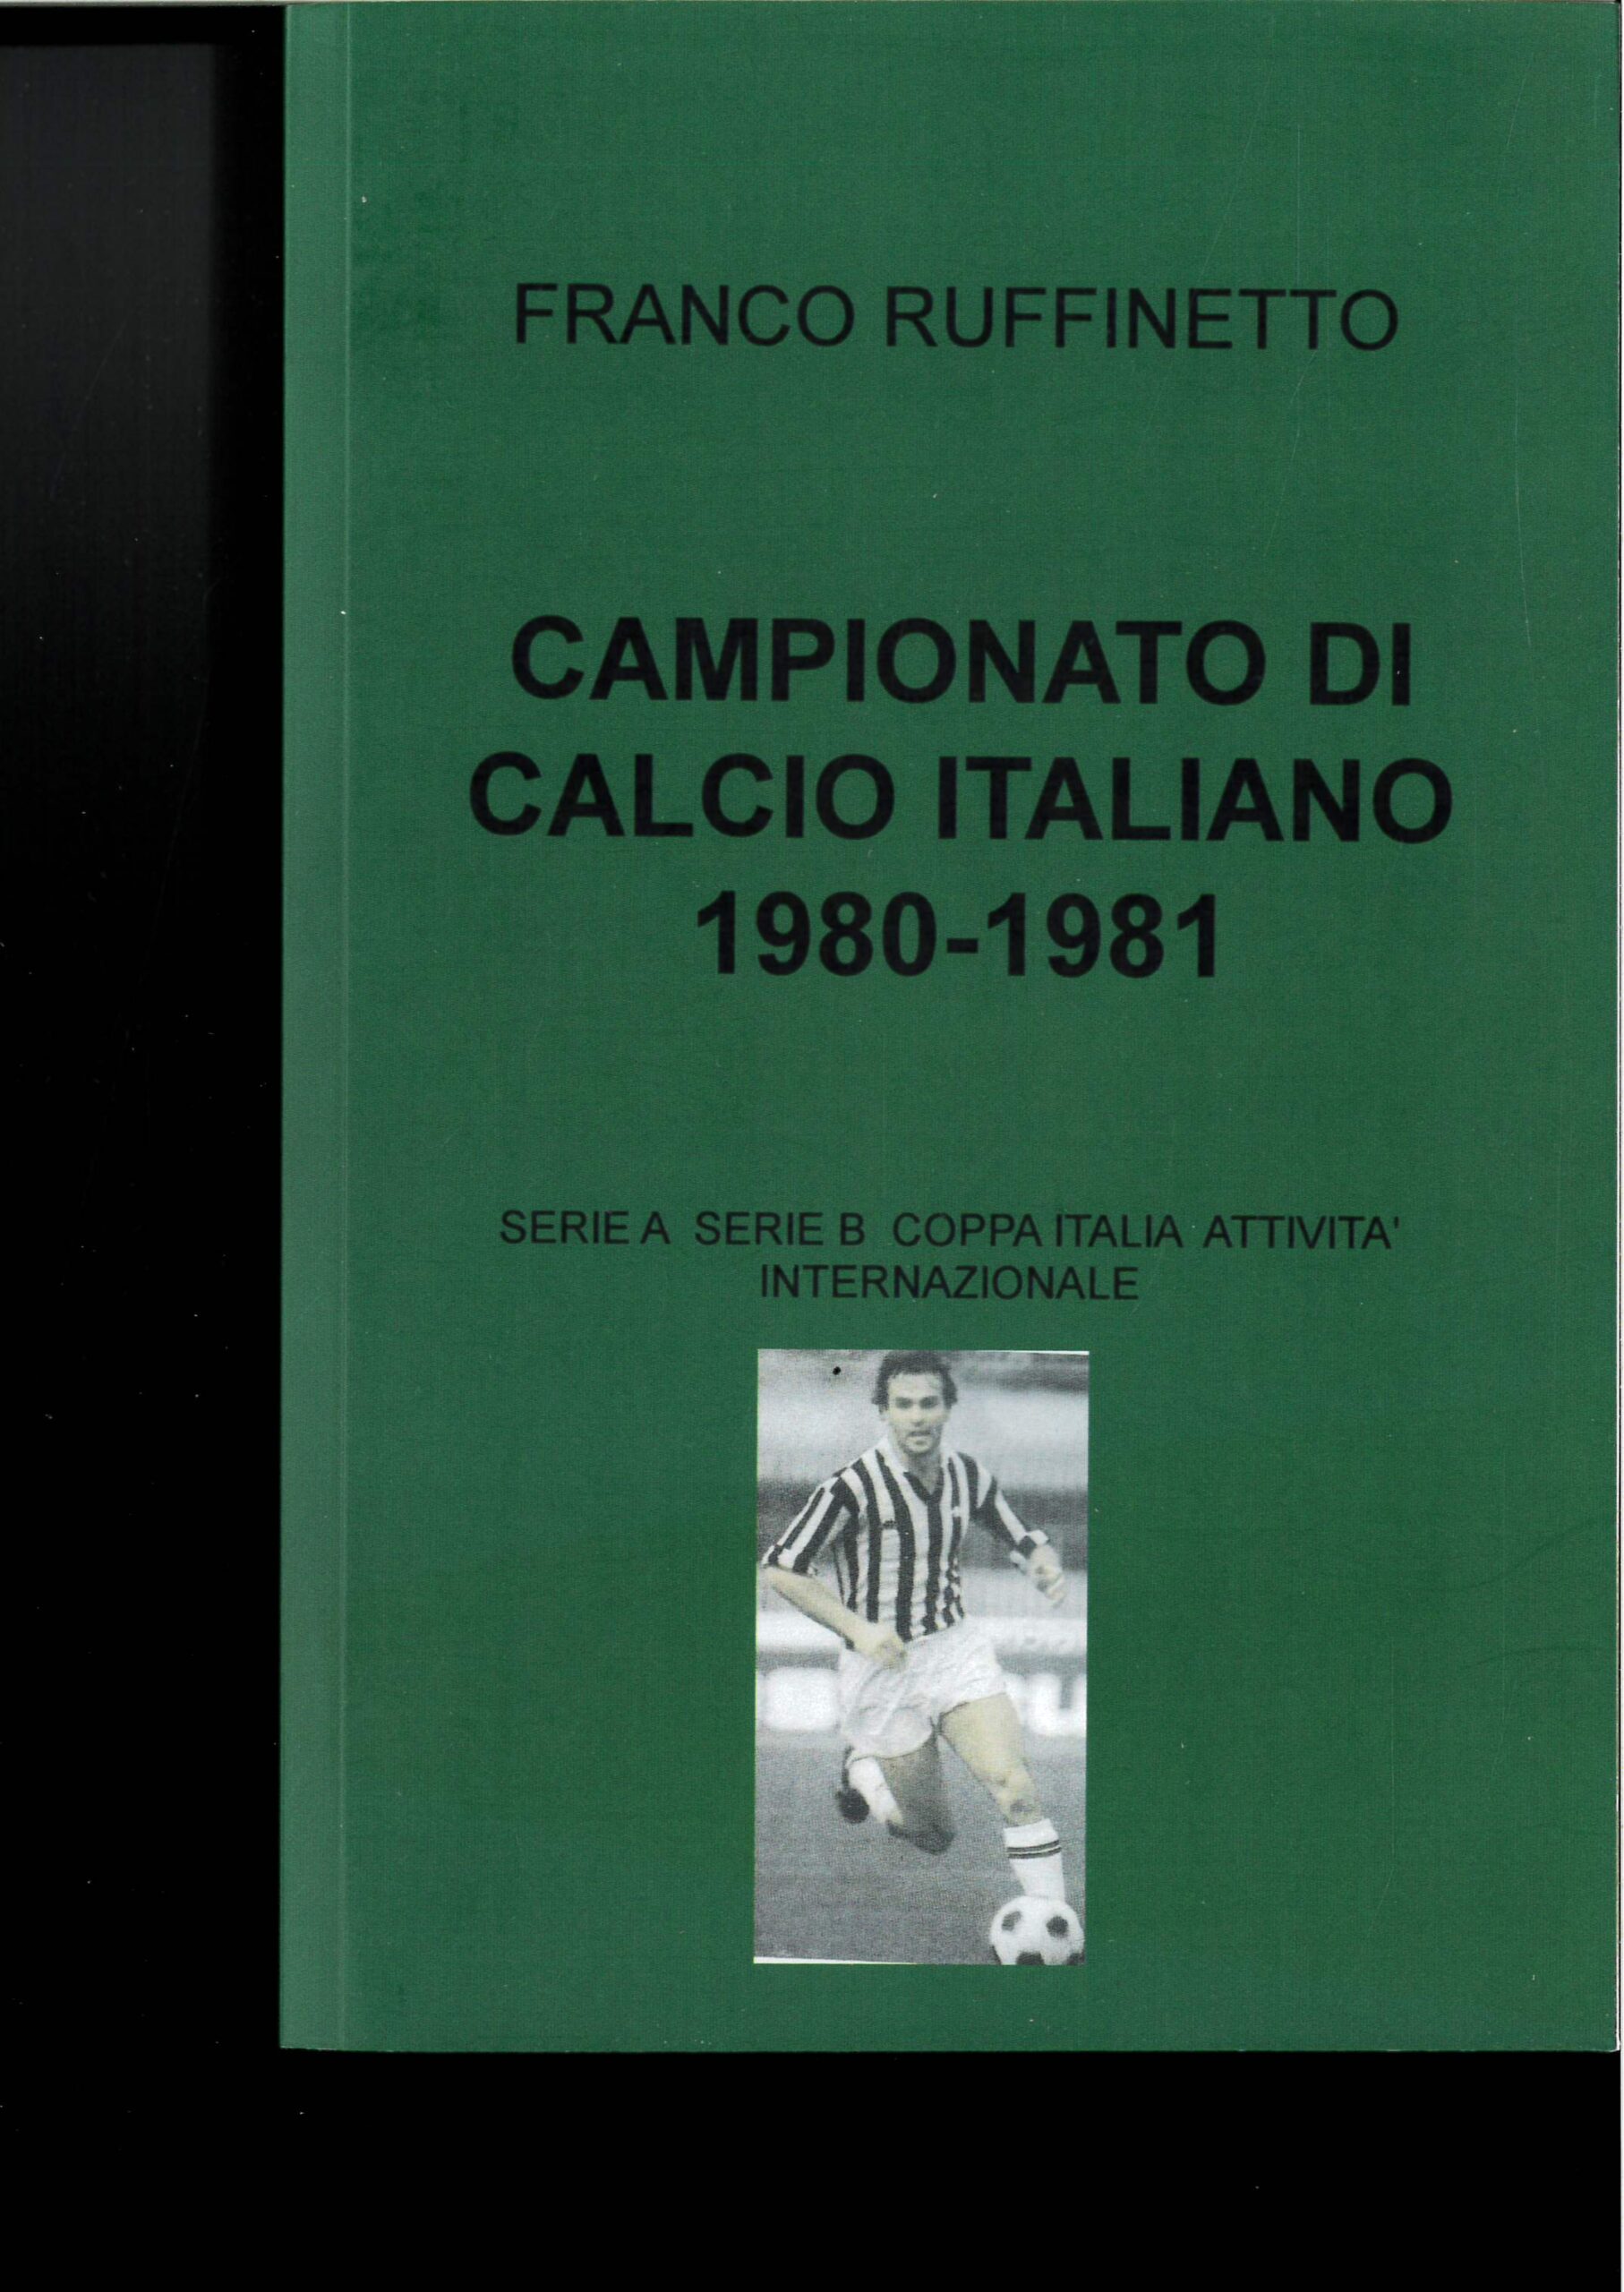 FRANCO RUFFINETTO
CAMPIONATO DI
CALCIO ITALIANO
1980-1981
SERIE A SERIE B COPPA ITALIA ATTIVITA'
INTERNAZIONALE